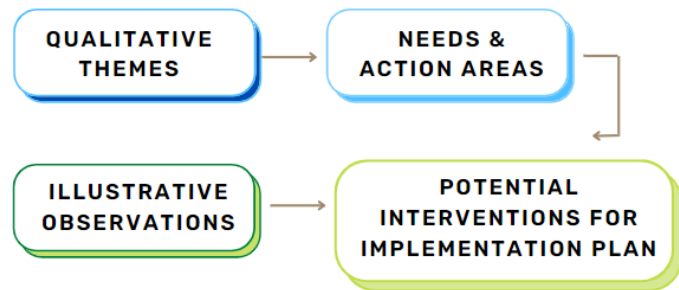 QUALITATIVE
THEMES
NEEDS &
ACTION AREAS
ILLUSTRATIVE
OBSERVATIONS
POTENTIAL
INTERVENTIONS FOR
IMPLEMENTATION PLAN